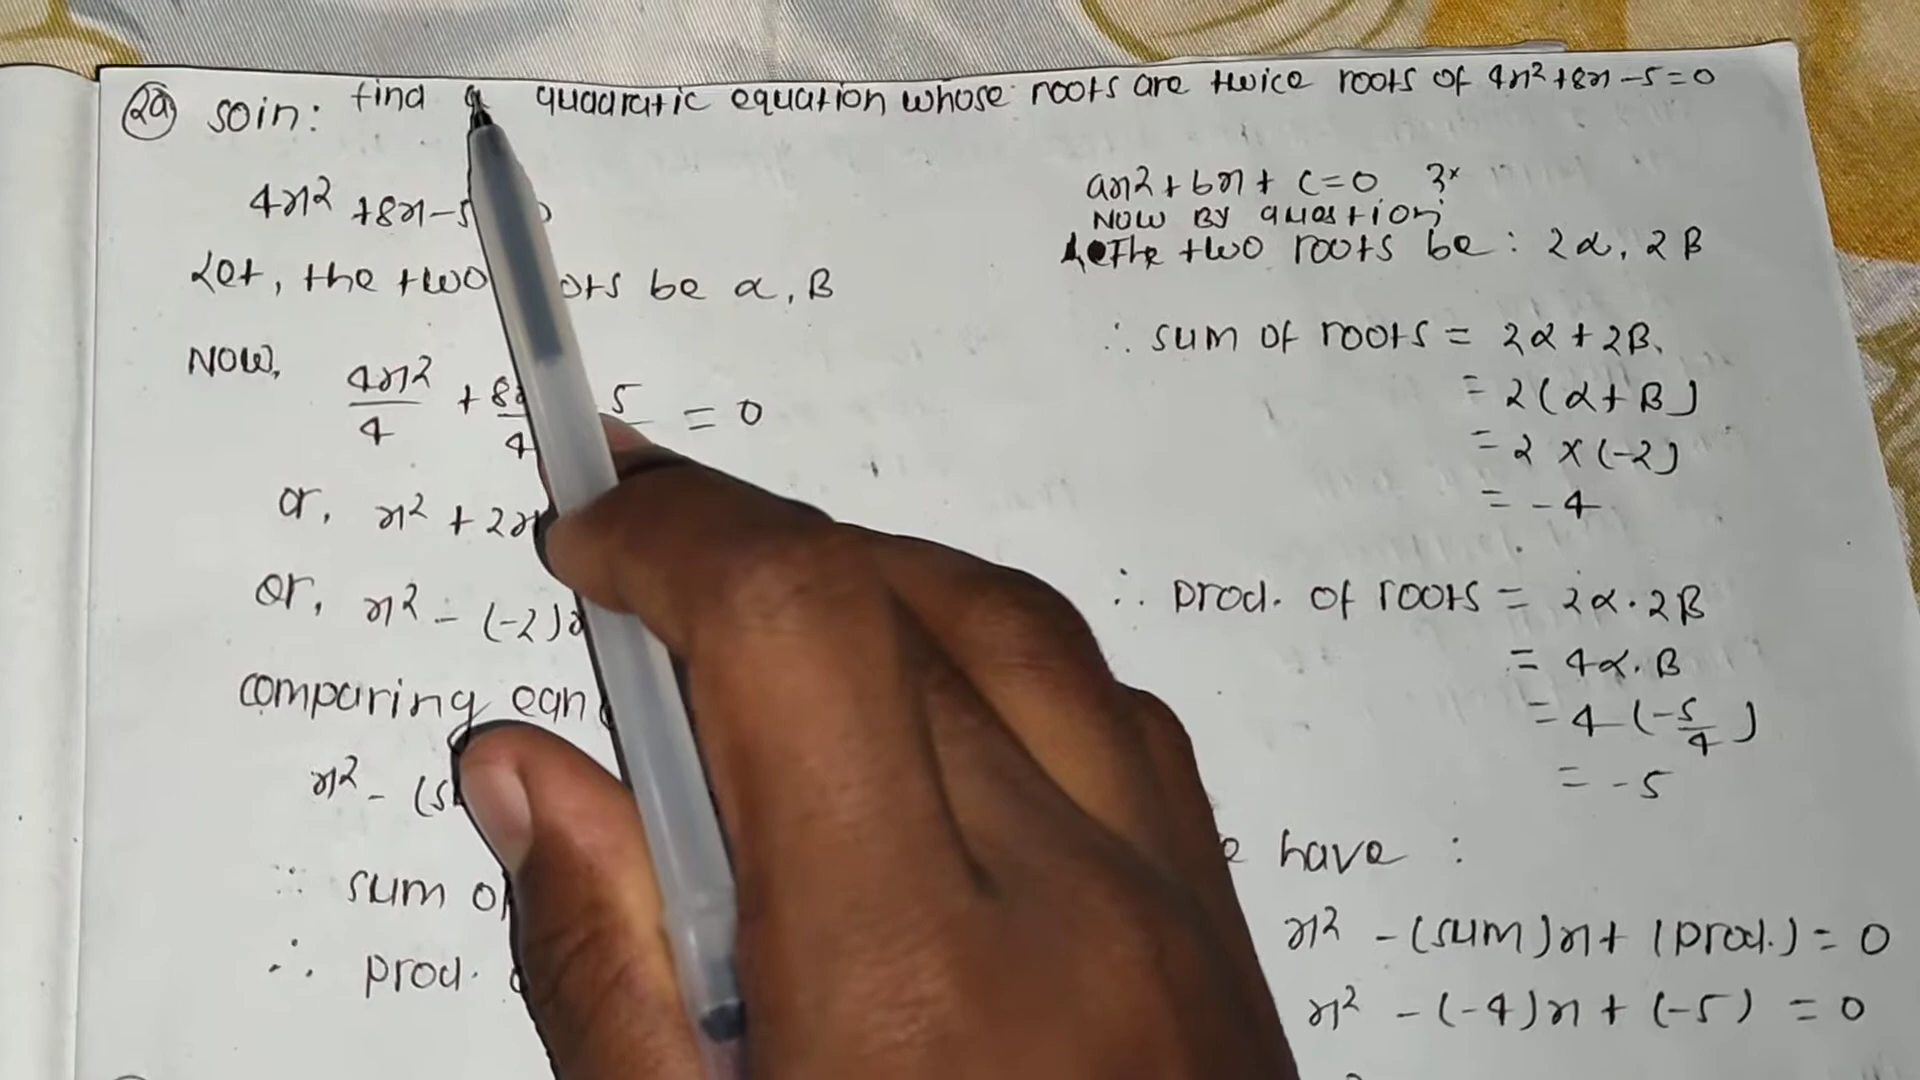 2a soln: find a quadratic equation whose roots are twice roots of 4x² + 8x - 5 = 0
4x² + 8x - 5
Let, the two be α, β
Now, 4x²/4 + 8 /4 5 = 0
or, x² + 2x
or, x² - (-2)x
comparing eqn
x² - (s
∵ sum of
∴ prod.
ax² + bx + c = 0
NOW BY question
The two roots be : 2α, 2β
∴ sum of roots = 2α + 2β
= 2(α + β)
= 2 × (-2)
= -4
∴ prod. of roots = 2α · 2β
= 4α · β
= 4(-5/4)
= -5
have :
x² - (sum)x + (prod.) = 0
x² - (-4)x + (-5) = 0